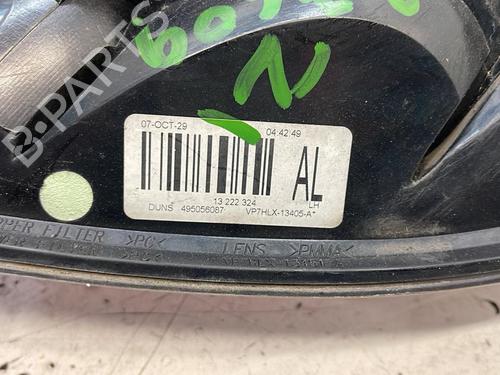 B-PARTS
N
07-OCT-29 04:42:49
13 222 324
AL
LH
DUNS 495056087 VP7HLX-13405-A*
PER FILTER >PC< LENS >PMMA<